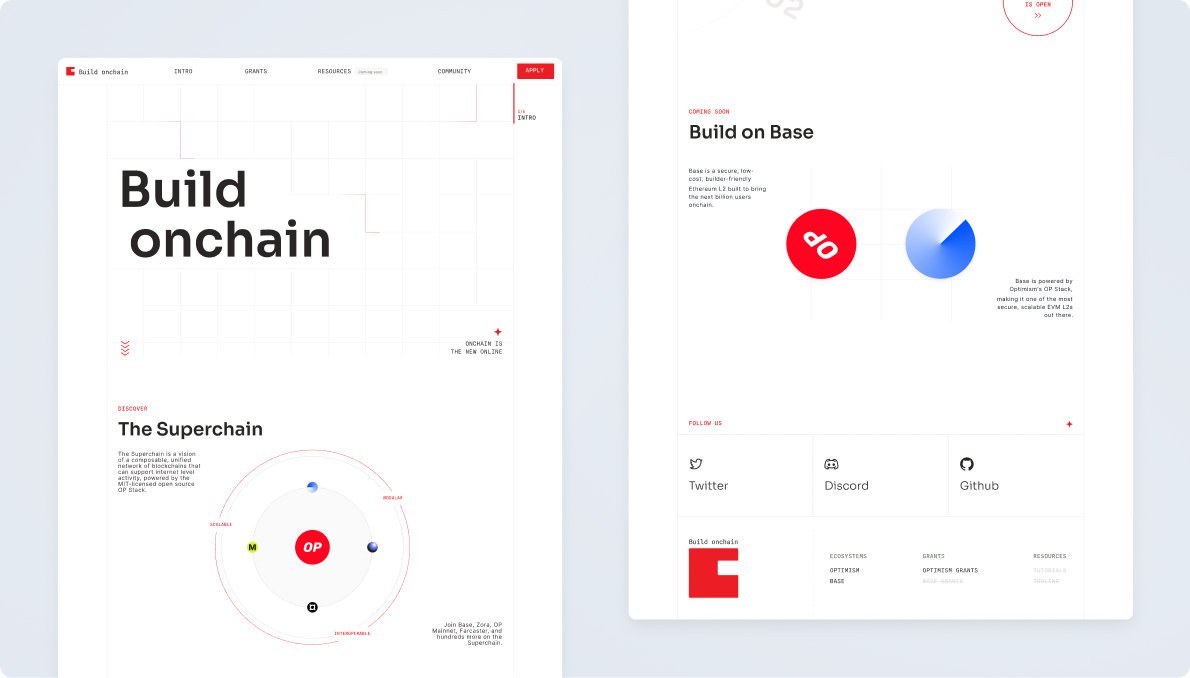 Build onchain
INTRO
GRANTS
RESOURCES
Coming soon
COMMUNITY
APPLY
1/6
INTRO
Build
onchain
ONCHAIN IS
THE NEW ONLINE
DISCOVER
The Superchain
The Superchain is a vision
of a composable, unified
network of blockchains that
can support internet level
activity, powered by the
MIT-licensed open source
OP Stack.
MODULAR
SCALABLE
M
OP
INTEROPERABLE
Join Base, Zora, OP
Mainnet, Farcaster, and
hundreds more on the
Superchain.
02
IS OPEN
COMING SOON
Build on Base
Base is a secure, low-
cost, builder-friendly
Ethereum L2 built to bring
the next billion users
onchain.
OP
Base is powered by
Optimism's OP Stack,
making it one of the most
secure, scalable EVM L2s
out there.
FOLLOW US
Twitter
Discord
Github
Build onchain
ECOSYSTEMS
OPTIMISM
BASE
GRANTS
OPTIMISM GRANTS
BASE GRANTS
RESOURCES
TUTORIALS
TOOLING